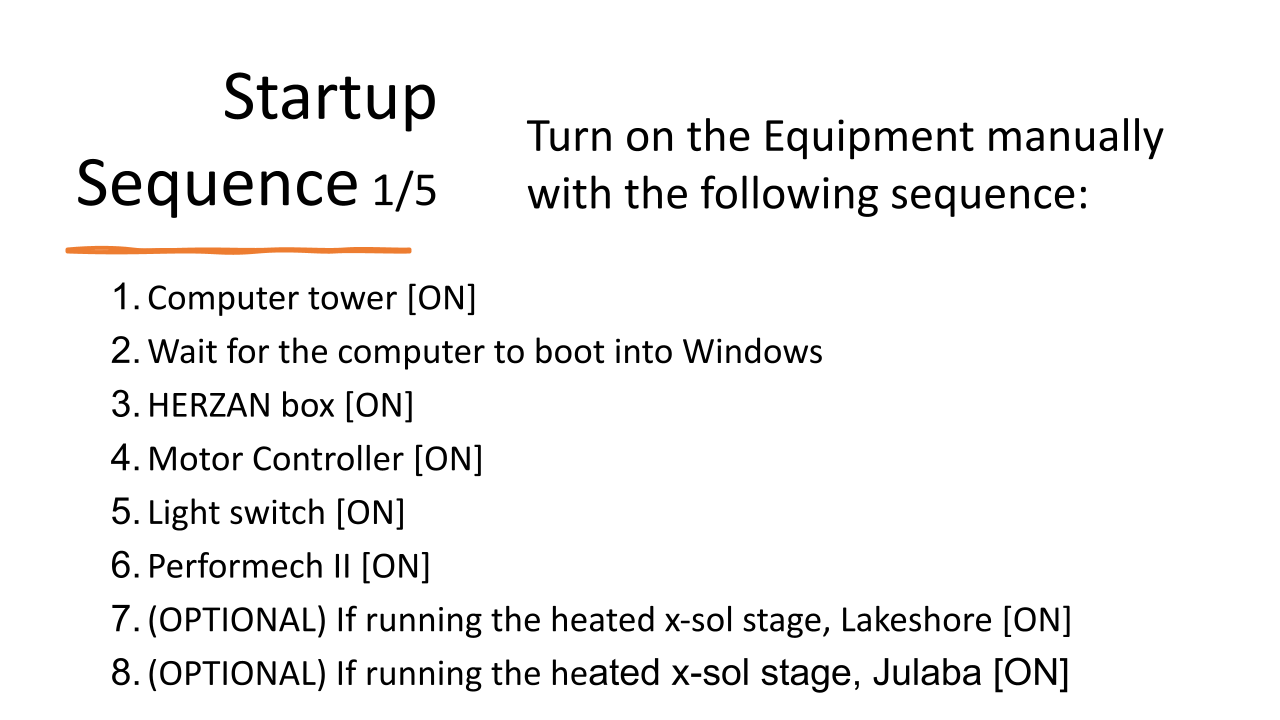 Startup
Sequence 1/5
Turn on the Equipment manually
with the following sequence:
1. Computer tower [ON]
2. Wait for the computer to boot into Windows
3. HERZAN box [ON]
4. Motor Controller [ON]
5. Light switch [ON]
6. Performech II [ON]
7. (OPTIONAL) If running the heated x-sol stage, Lakeshore [ON]
8. (OPTIONAL) If running the heated x-sol stage, Julaba [ON]